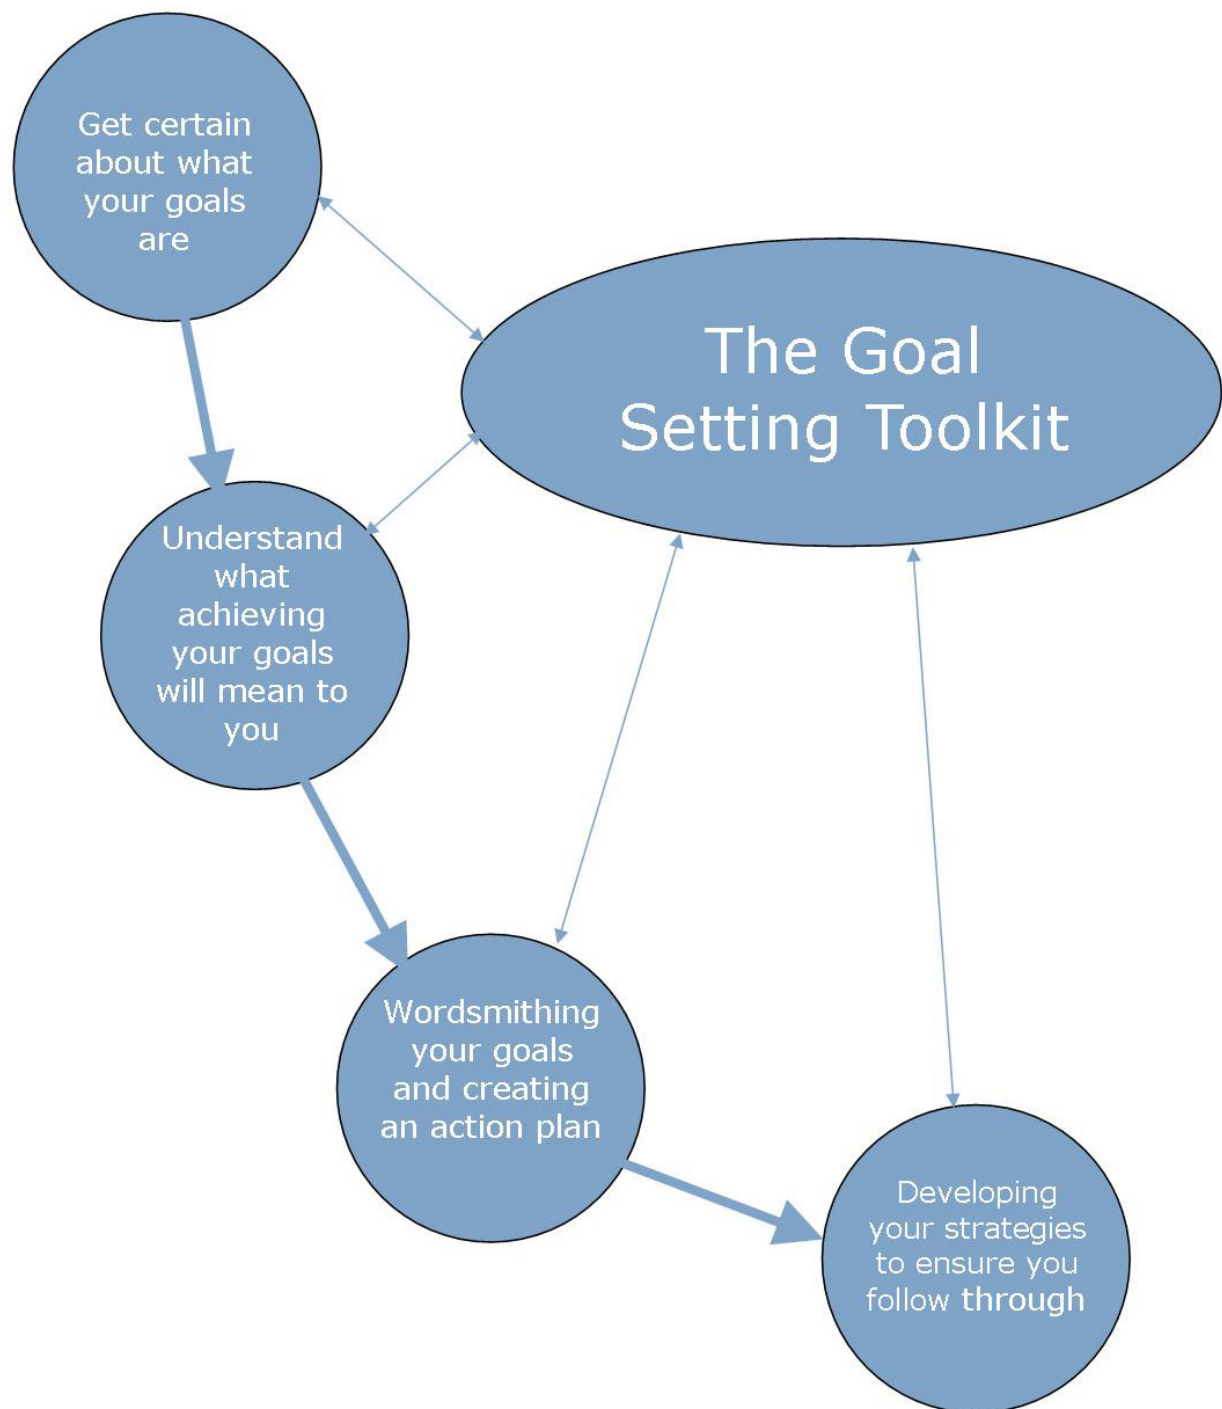 Get certain
about what
your goals
are
The Goal
Setting Toolkit
Understand
what
achieving
your goals
will mean to
you
Wordsmithing
your goals
and creating
an action plan
Developing
your strategies
to ensure you
follow through